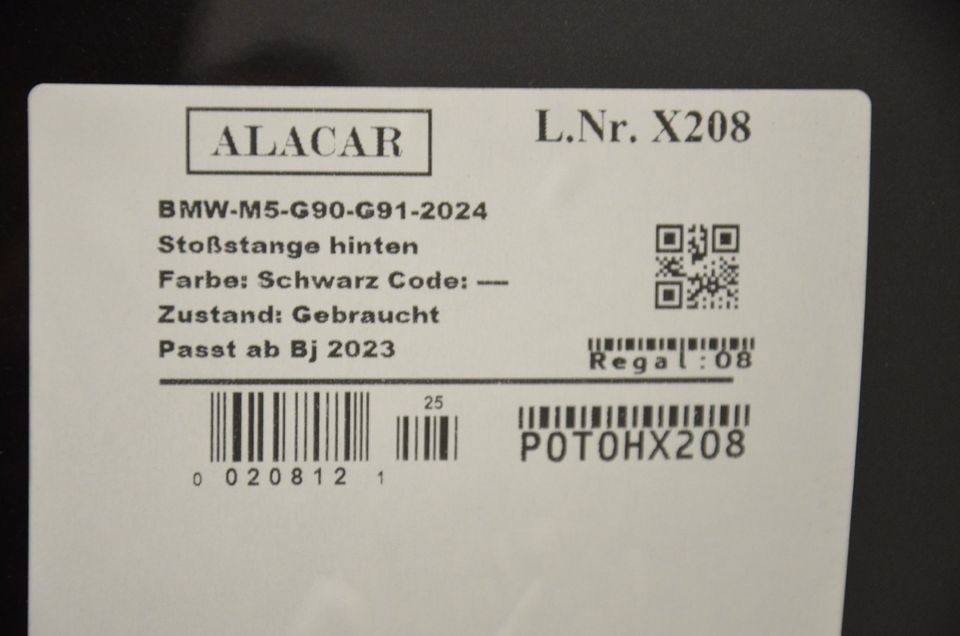 ALACAR
L.Nr. X208
BMW-M5-G90-G91-2024
Stoßstange hinten
Farbe: Schwarz Code: ---
Zustand: Gebraucht
Passt ab Bj 2023
Regal:08
25
0 020812 1
P0T0HX208